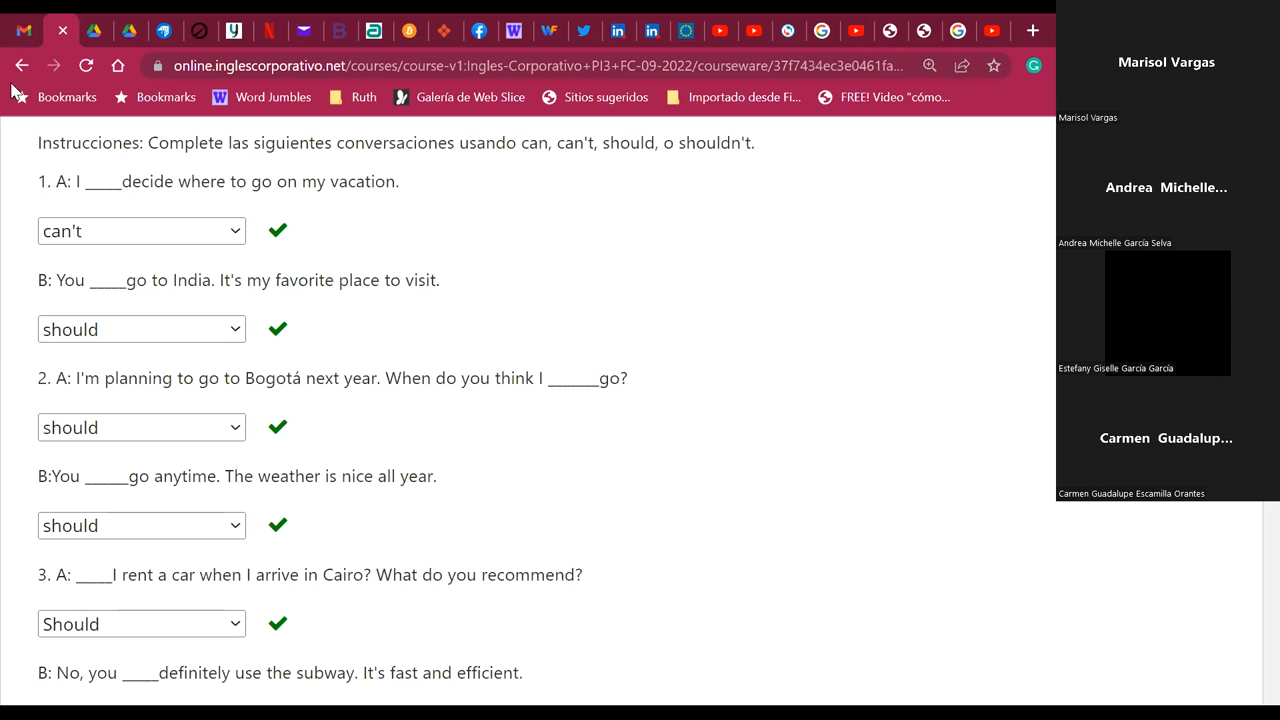 online.inglescorporativo.net/courses/course-v1:Ingles-Corporativo+PI3+FC-09-2022/courseware/37f7434ec3e0461fa...
Bookmarks Bookmarks Word Jumbles Ruth Galería de Web Slice Sitios sugeridos Importado desde Fi... FREE! Video "cómo...
Instrucciones: Complete las siguientes conversaciones usando can, can't, should, o shouldn't.
1. A: I _____decide where to go on my vacation.
can't
B: You _____go to India. It's my favorite place to visit.
should
2. A: I'm planning to go to Bogotá next year. When do you think I _______go?
should
B:You ______go anytime. The weather is nice all year.
should
3. A: _____I rent a car when I arrive in Cairo? What do you recommend?
Should
B: No, you _____definitely use the subway. It's fast and efficient.
Marisol Vargas
Marisol Vargas
Andrea Michelle...
Andrea Michelle García Selva
Estefany Giselle García García
Carmen Guadalup...
Carmen Guadalupe Escamilla Orantes